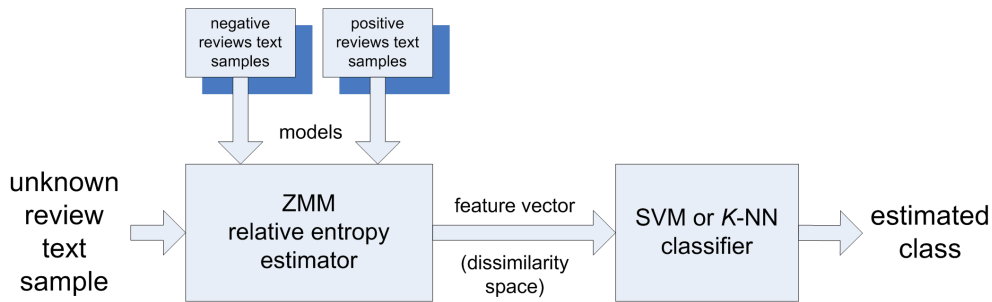 negative
reviews text
samples
positive
reviews text
samples
models
unknown
review
text
sample
ZMM
relative entropy
estimator
feature vector
(dissimilarity
space)
SVM or K-NN
classifier
estimated
class